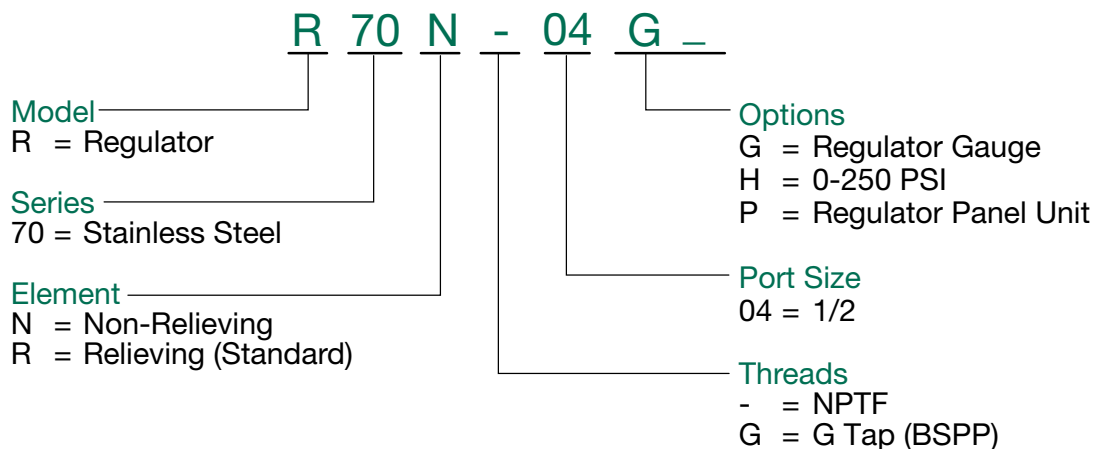 R 70 N - 04 G _
Model
R = Regulator
Series
70 = Stainless Steel
Element
N = Non-Relieving
R = Relieving (Standard)
Options
G = Regulator Gauge
H = 0-250 PSI
P = Regulator Panel Unit
Port Size
04 = 1/2
Threads
- = NPTF
G = G Tap (BSPP)